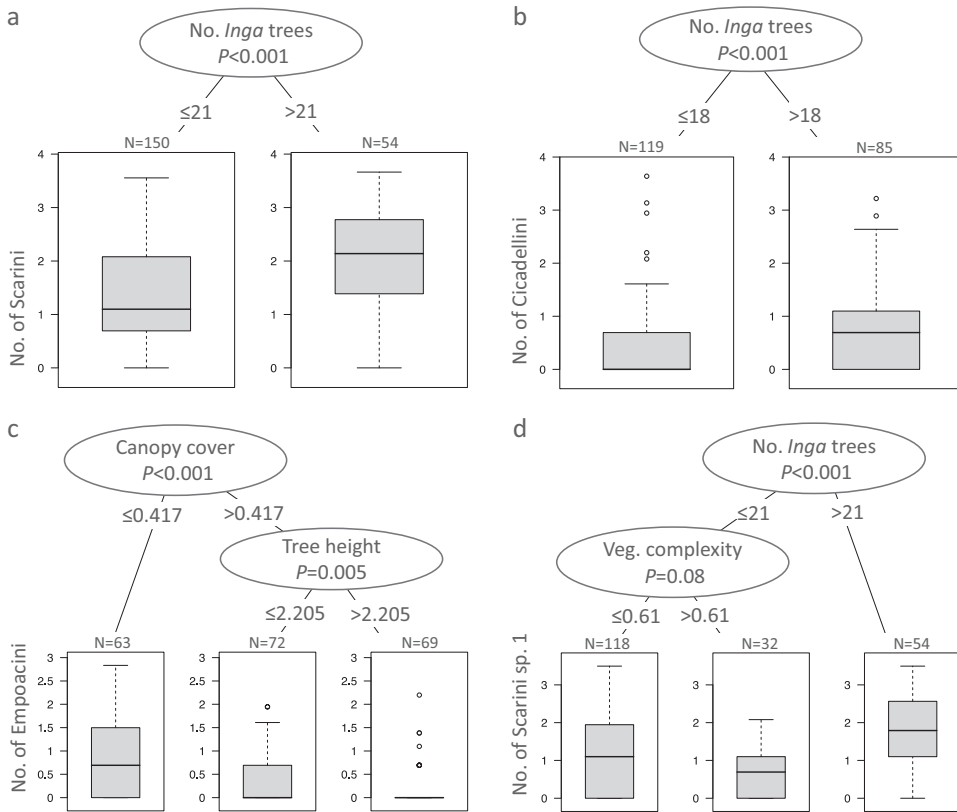 a
No. Inga trees
P<0.001
≤21 >21
N=150 N=54
No. of Scarini
4
3
2
1
0
4
3
2
1
0
b
No. Inga trees
P<0.001
≤18 >18
N=119 N=85
No. of Cicadellini
4
3
2
1
0
4
3
2
1
0
c
Canopy cover
P<0.001
≤0.417 >0.417
Tree height
P=0.005
≤2.205 >2.205
N=63 N=72 N=69
No. of Empoacini
3
2.5
2
1.5
1
0.5
0
3
2.5
2
1.5
1
0.5
0
3
2.5
2
1.5
1
0.5
0
d
No. Inga trees
P<0.001
≤21 >21
Veg. complexity
P=0.08
≤0.61 >0.61
N=118 N=32 N=54
No. of Scarini sp. 1
3
2
1
0
3
2
1
0
3
2
1
0